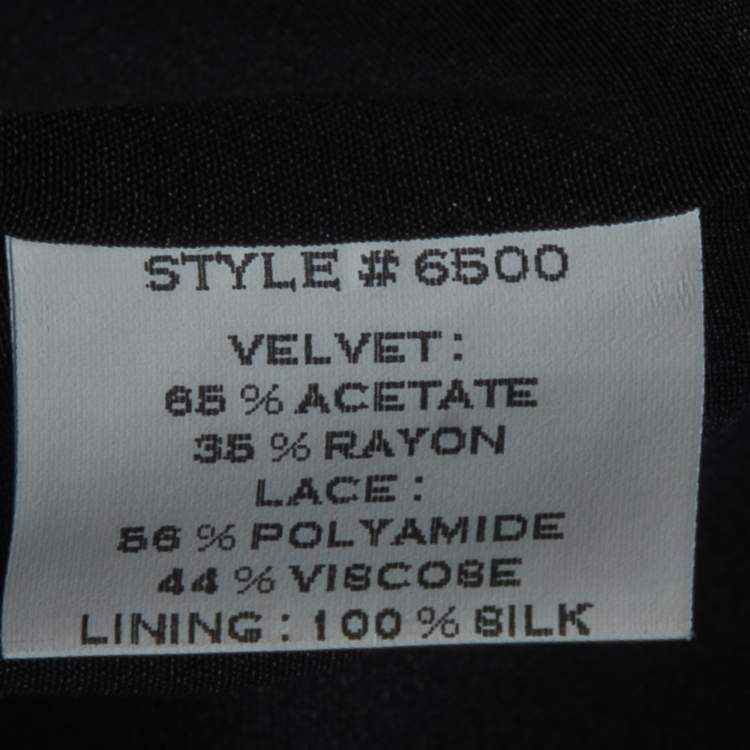 STYLE # 6500
VELVET :
65 % ACETATE
35 % RAYON
LACE :
56 % POLYAMIDE
44 % VISCOSE
LINING : 100 % SILK